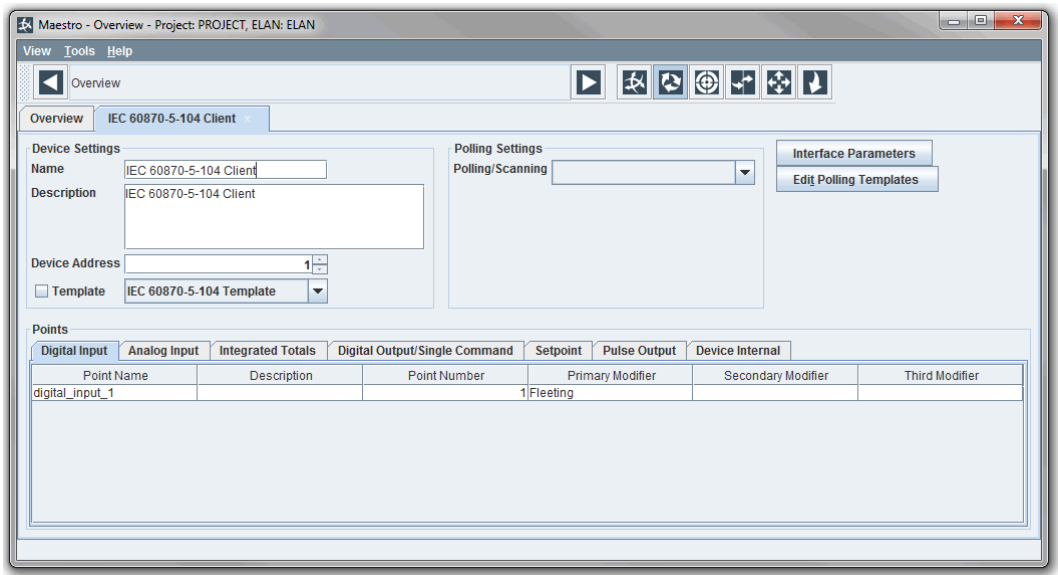 Maestro - Overview - Project: PROJECT, ELAN: ELAN
View Tools Help
Overview
Overview IEC 60870-5-104 Client x
Device Settings
Name IEC 60870-5-104 Client
Description IEC 60870-5-104 Client
Device Address 1
Template IEC 60870-5-104 Template
Polling Settings
Polling/Scanning
Interface Parameters
Edit Polling Templates
Points
Digital Input Analog Input Integrated Totals Digital Output/Single Command Setpoint Pulse Output Device Internal
Point Name Description Point Number Primary Modifier Secondary Modifier Third Modifier
digital_input_1 1 Fleeting